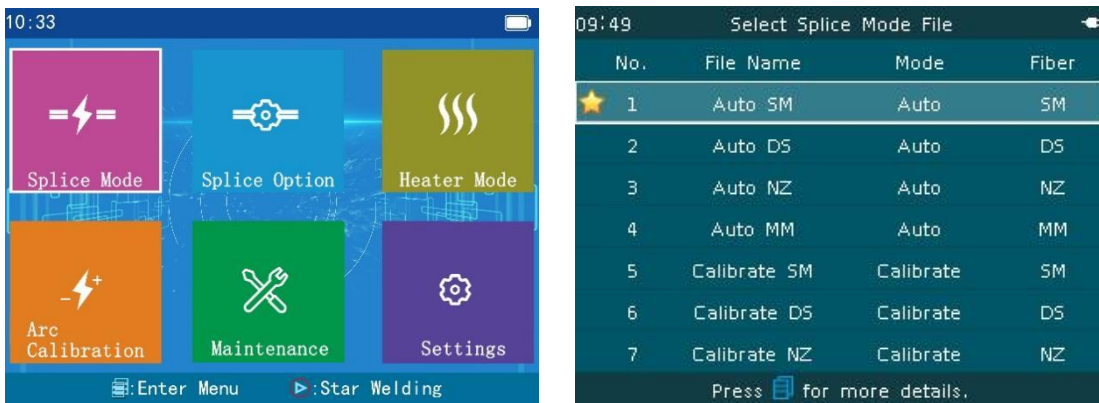 10:33
Splice Mode
Splice Option
Heater Mode
Arc
Calibration
Maintenance
Settings
:Enter Menu :Star Welding
09:49 Select Splice Mode File
No. File Name Mode Fiber
1 Auto SM Auto SM
2 Auto DS Auto DS
3 Auto NZ Auto NZ
4 Auto MM Auto MM
5 Calibrate SM Calibrate SM
6 Calibrate DS Calibrate DS
7 Calibrate NZ Calibrate NZ
Press for more details.